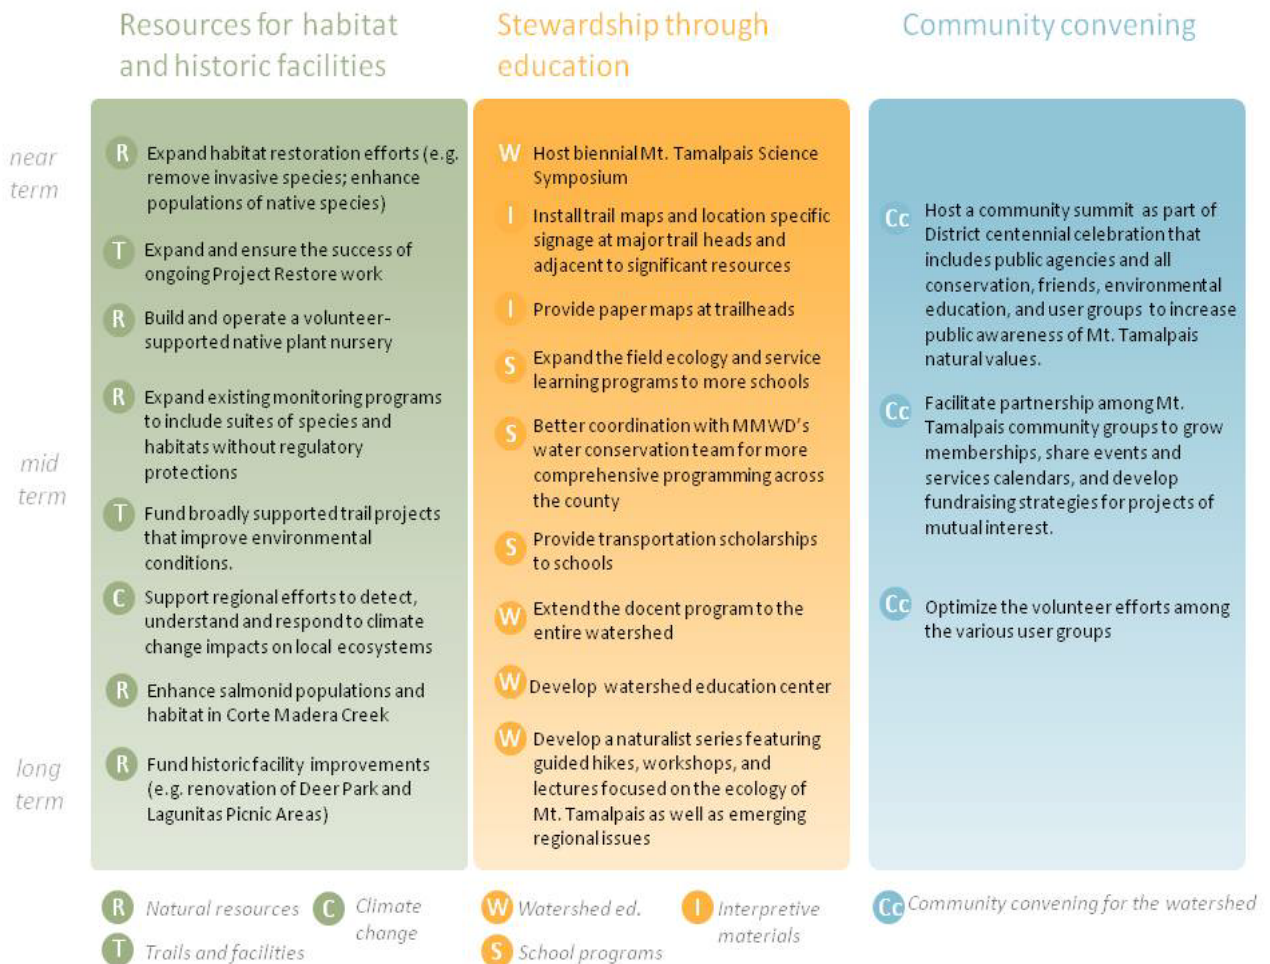 Resources for habitat
and historic facilities
Stewardship through
education
Community convening
near
term
mid
term
long
term
R Expand habitat restoration efforts (e.g.
remove invasive species; enhance
populations of native species)
T Expand and ensure the success of
ongoing Project Restore work
R Build and operate a volunteer-
supported native plant nursery
R Expand existing monitoring programs
to include suites of species and
habitats without regulatory
protections
T Fund broadly supported trail projects
that improve environmental
conditions.
C Support regional efforts to detect,
understand and respond to climate
change impacts on local ecosystems
R Enhance salmonid populations and
habitat in Corte Madera Creek
R Fund historic facility improvements
(e.g. renovation of Deer Park and
Lagunitas Picnic Areas)
W Host biennial Mt. Tamalpais Science
Symposium
I Install trail maps and location specific
signage at major trail heads and
adjacent to significant resources
I Provide paper maps at trailheads
S Expand the field ecology and service
learning programs to more schools
S Better coordination with MMWD's
water conservation team for more
comprehensive programming across
the county
S Provide transportation scholarships
to schools
W Extend the docent program to the
entire watershed
W Develop watershed education center
W Develop a naturalist series featuring
guided hikes, workshops, and
lectures focused on the ecology of
Mt. Tamalpais as well as emerging
regional issues
Cc Host a community summit as part of
District centennial celebration that
includes public agencies and all
conservation, friends, environmental
education, and user groups to increase
public awareness of Mt. Tamalpais
natural values.
Cc Facilitate partnership among Mt.
Tamalpais community groups to grow
memberships, share events and
services calendars, and develop
fundraising strategies for projects of
mutual interest.
Cc Optimize the volunteer efforts among
the various user groups
R Natural resources
C Climate
change
T Trails and facilities
W Watershed ed.
I Interpretive
materials
S School programs
Cc Community convening for the watershed